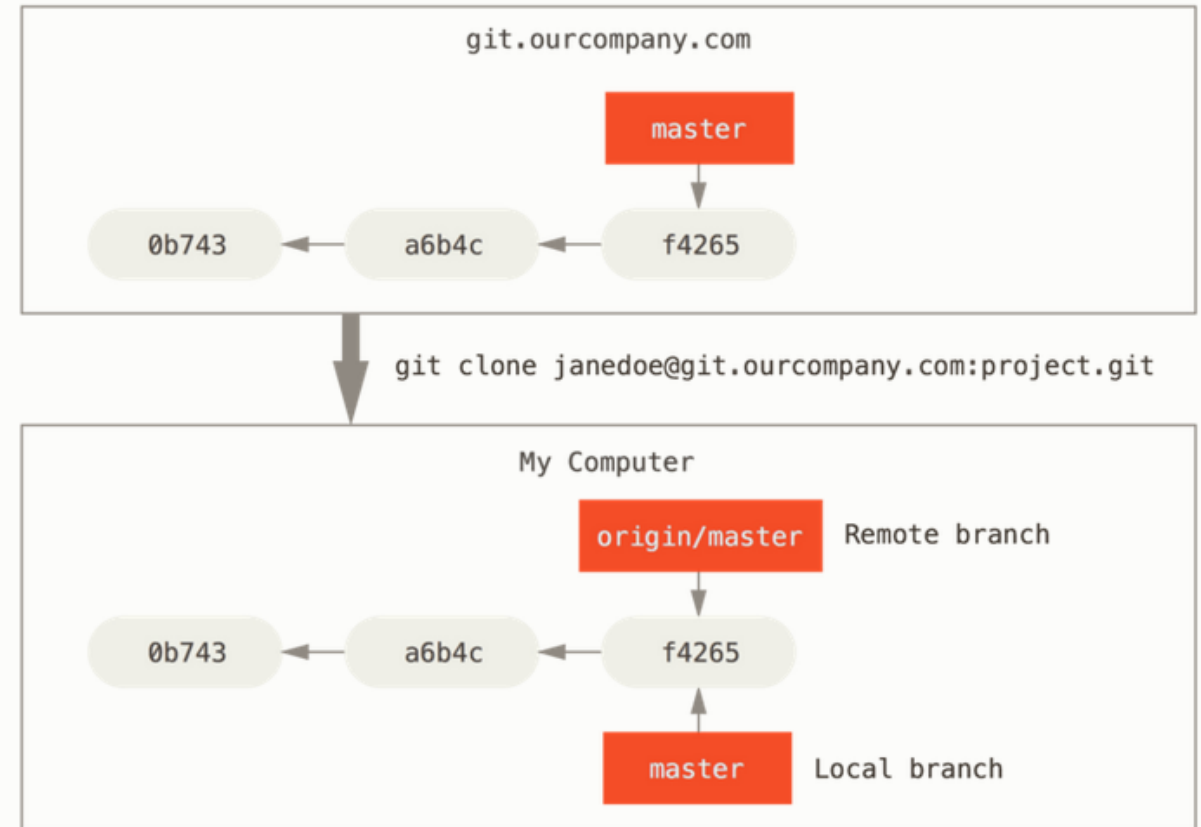 git.ourcompany.com
master
0b743 a6b4c f4265
git clone janedoe@git.ourcompany.com:project.git
My Computer
origin/master Remote branch
0b743 a6b4c f4265
master Local branch